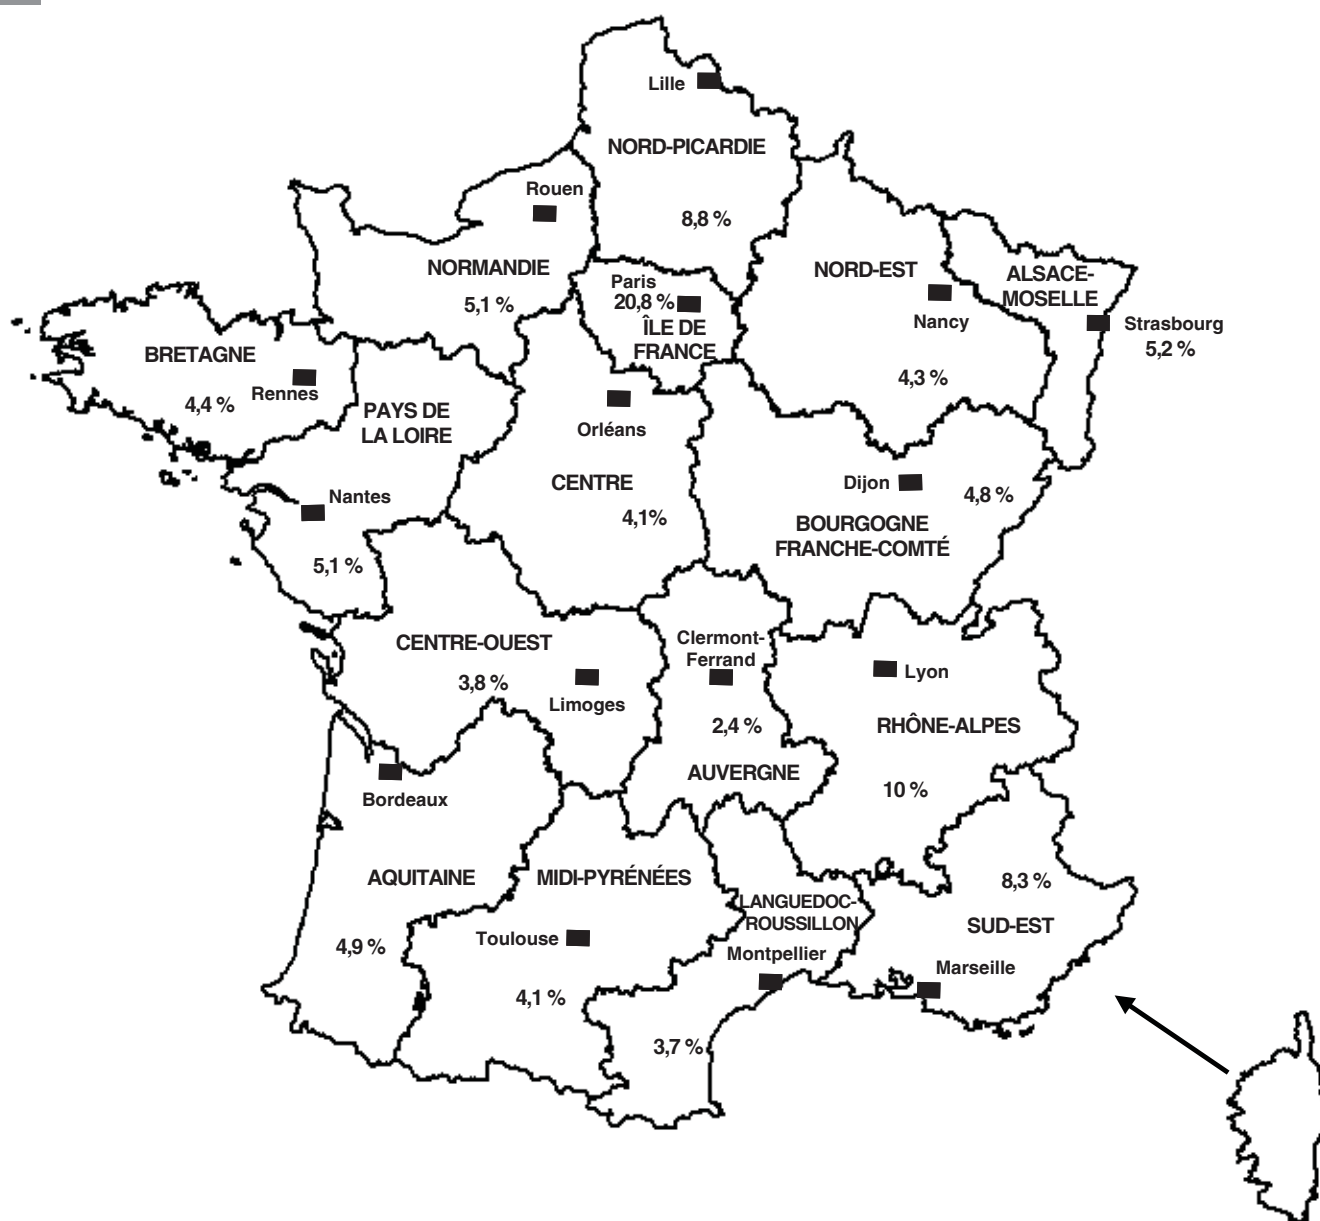 Lille
NORD-PICARDIE
8,8 %
Rouen
NORMANDIE
5,1 %
Paris
20,8 %
ÎLE DE
FRANCE
NORD-EST
Nancy
4,3 %
ALSACE-
MOSELLE
Strasbourg
5,2 %
BRETAGNE
Rennes
4,4 %
PAYS DE
LA LOIRE
Nantes
5,1 %
Orléans
CENTRE
4,1%
Dijon
4,8 %
BOURGOGNE
FRANCHE-COMTÉ
CENTRE-OUEST
3,8 %
Limoges
Clermont-
Ferrand
2,4 %
AUVERGNE
Lyon
RHÔNE-ALPES
10 %
Bordeaux
AQUITAINE
4,9 %
MIDI-PYRÉNÉES
Toulouse
4,1 %
LANGUEDOC-
ROUSSILLON
Montpellier
3,7 %
8,3 %
SUD-EST
Marseille